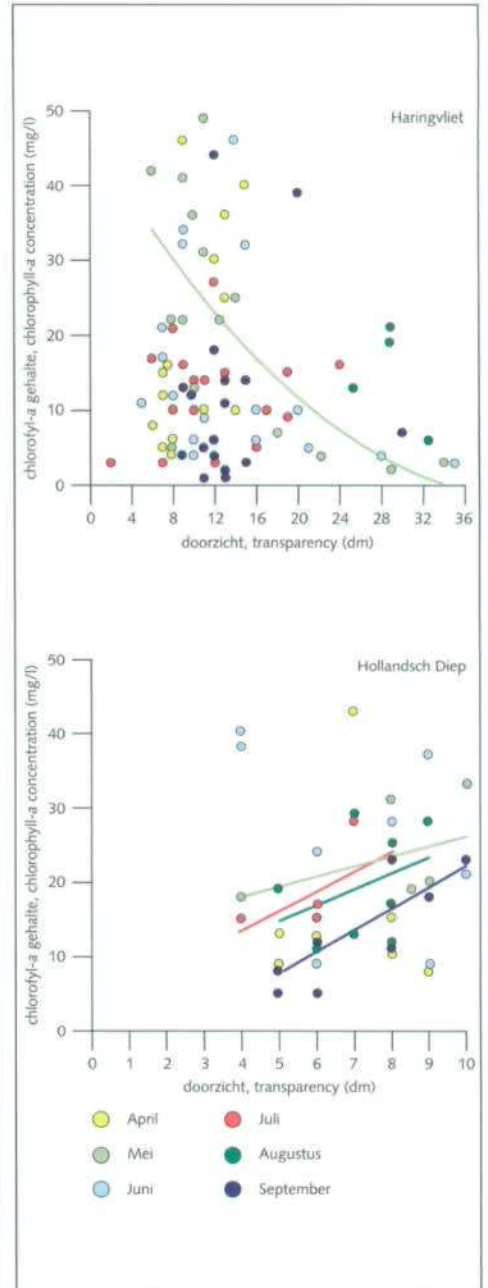 Haringvliet
chlorofyl-a gehalte, chlorophyll-a concentration (mg/l)
50
40
30
20
10
0
0 4 8 12 16 20 24 28 32 36
doorzicht, transparency (dm)
Hollandsch Diep
chlorofyl-a gehalte, chlorophyll-a concentration (mg/l)
50
40
30
20
10
0
0 1 2 3 4 5 6 7 8 9 10
doorzicht, transparency (dm)
April
Mei
Juni
Juli
Augustus
September